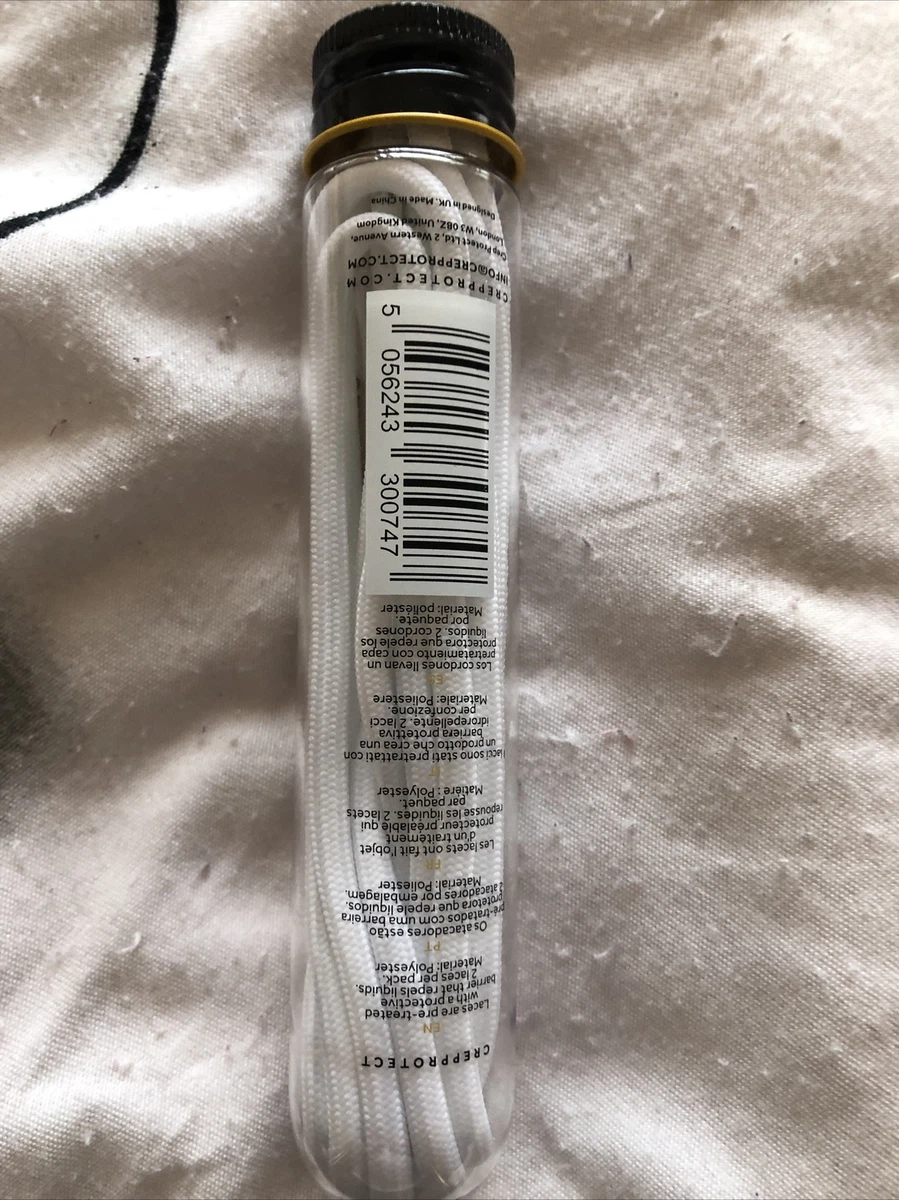 CREPPROTECT
EN
Laces are pre-treated
with a protective
barrier that repels liquids.
2 laces per pack.
Material: Polyester
PT
Os atacadores estão
pré-tratados com uma barreira
protetora que repele líquidos.
2 atacadores por embalagem.
Material: Poliester
FR
Les lacets ont fait l'objet
d'un traitement
protecteur préalable qui
repousse les liquides. 2 lacets
par paquet.
Matière : Polyester
IT
I lacci sono stati pretrattati con
un prodotto che crea una
barriera protettiva
idrorepellente. 2 lacci
per confezione.
Materiale: Poliestere
ES
Los cordones llevan un
pretratamiento con capa
protectora que repele los
líquidos. 2 cordones
por paquete.
Material: poliéster
5 056243 300747
CREPPROTECT.COM
INFO@CREPPROTECT.COM
Crep Protect Ltd, 2 Western Avenue,
London, W3 0BZ, United Kingdom
Designed in UK. Made in China